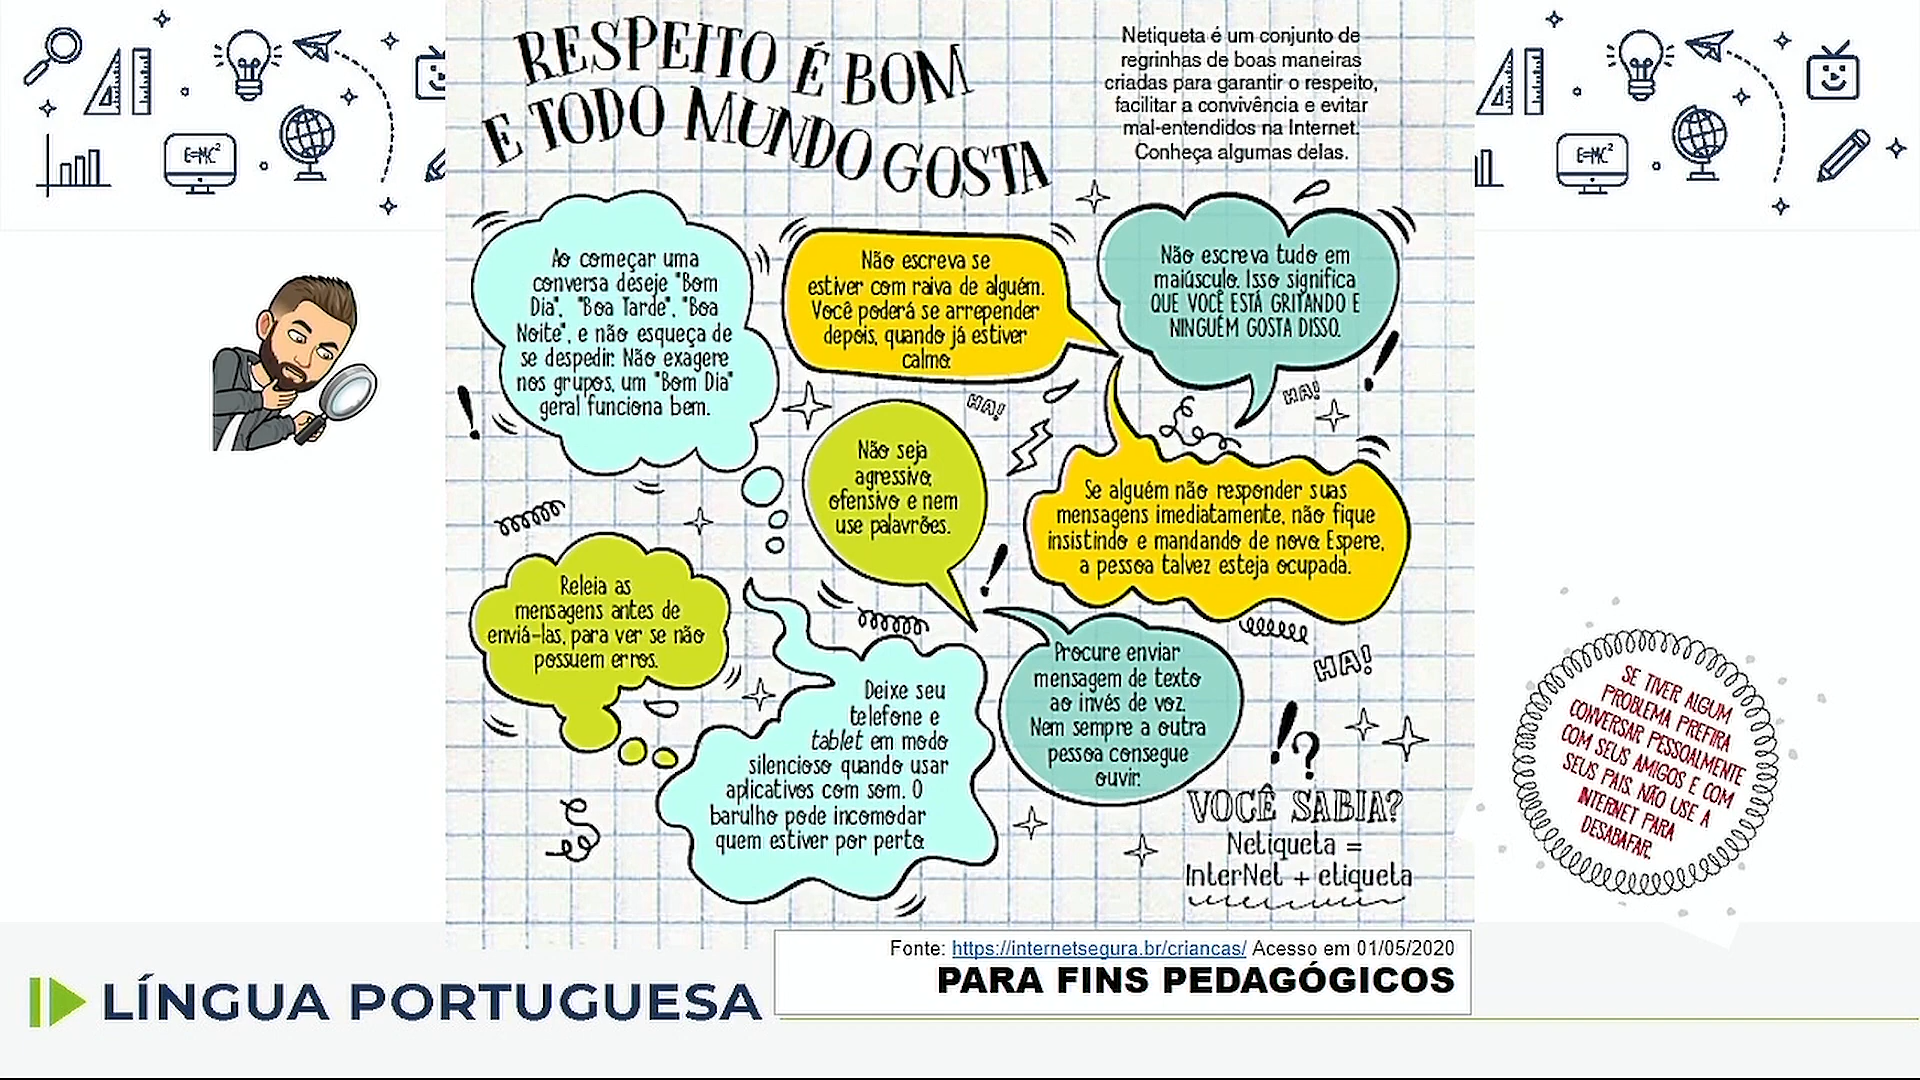 RESPEITO É BOM
E TODO MUNDO GOSTA
Netiqueta é um conjunto de
regrinhas de boas maneiras
criadas para garantir o respeito,
facilitar a convivência e evitar
mal-entendidos na Internet.
Conheça algumas delas.
E=MC²
E=MC²
Ao começar uma
conversa deseje "Bom
Dia", "Boa Tarde", "Boa
Noite", e não esqueça de
se despedir. Não exagere
nos grupos, um "Bom Dia"
geral funciona bem.
Não escreva se
estiver com raiva de alguém.
Você poderá se arrepender
depois, quando já estiver
calmo.
Não escreva tudo em
maiúsculo. Isso significa
QUE VOCÊ ESTÁ GRITANDO E
NINGUÉM GOSTA DISSO.
HA!
HA!
Não seja
agressivo,
ofensivo e nem
use palavrões.
Se alguém não responder suas
mensagens imediatamente, não fique
insistindo e mandando de novo. Espere,
a pessoa talvez esteja ocupada.
Releia as
mensagens antes de
enviá-las, para ver se não
possuem erros.
Deixe seu
telefone e
tablet em modo
silencioso quando usar
aplicativos com som. O
barulho pode incomodar
quem estiver por perto.
Procure enviar
mensagem de texto
ao invés de voz.
Nem sempre a outra
pessoa consegue
ouvir.
HA!
!?
VOCÊ SABIA?
Netiqueta =
InterNet + etiqueta
SE TIVER ALGUM
PROBLEMA PREFIRA
CONVERSAR PESSOALMENTE
COM SEUS AMIGOS E COM
SEUS PAIS. NÃO USE A
INTERNET PARA
DESABAFAR.
Fonte: https://internetsegura.br/criancas/ Acesso em 01/05/2020
PARA FINS PEDAGÓGICOS
LÍNGUA PORTUGUESA